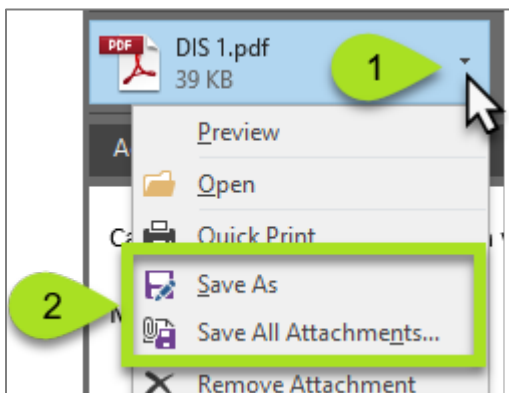 PDF
DIS 1.pdf
39 KB
1
A
Preview
Open
Ca
Quick Print
2
Save As
Save All Attachments...
Remove Attachment